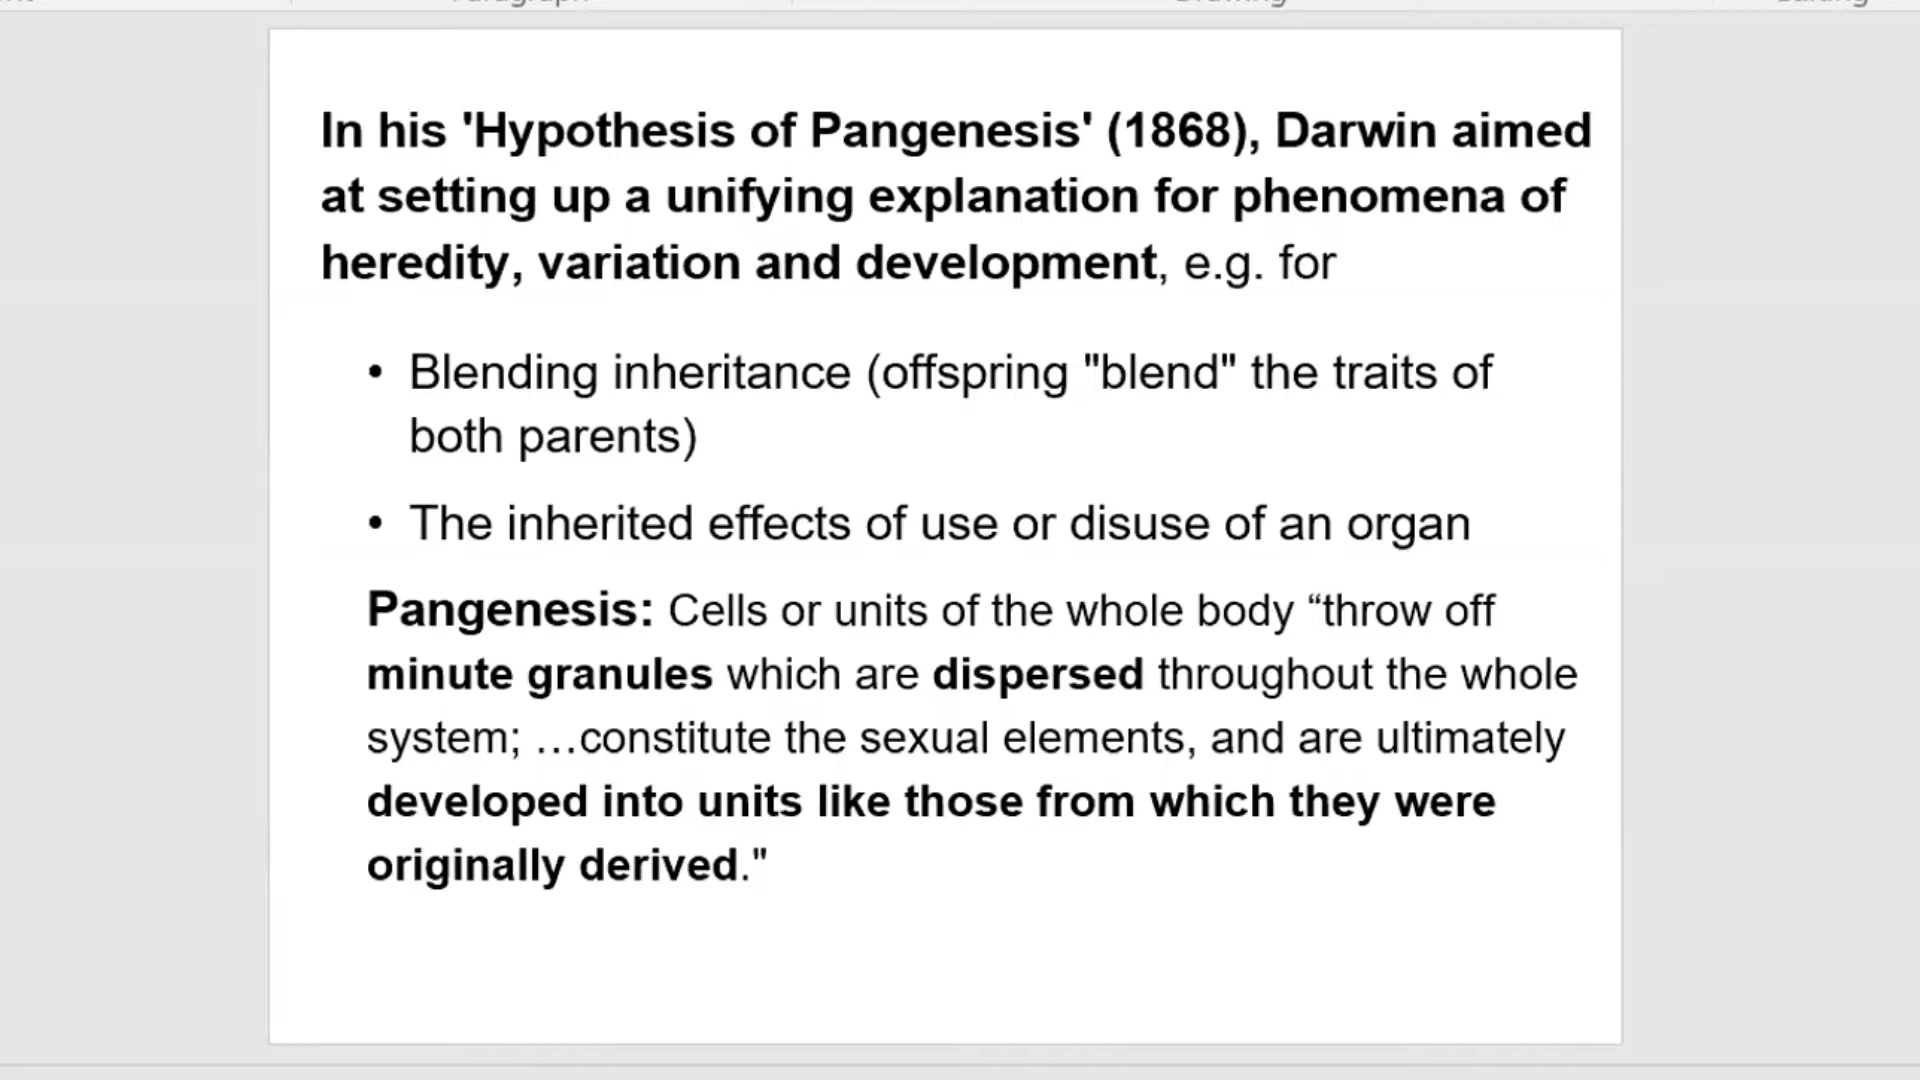 In his 'Hypothesis of Pangenesis' (1868), Darwin aimed
at setting up a unifying explanation for phenomena of
heredity, variation and development, e.g. for
• Blending inheritance (offspring "blend" the traits of
both parents)
• The inherited effects of use or disuse of an organ
Pangenesis: Cells or units of the whole body “throw off
minute granules which are dispersed throughout the whole
system; …constitute the sexual elements, and are ultimately
developed into units like those from which they were
originally derived."